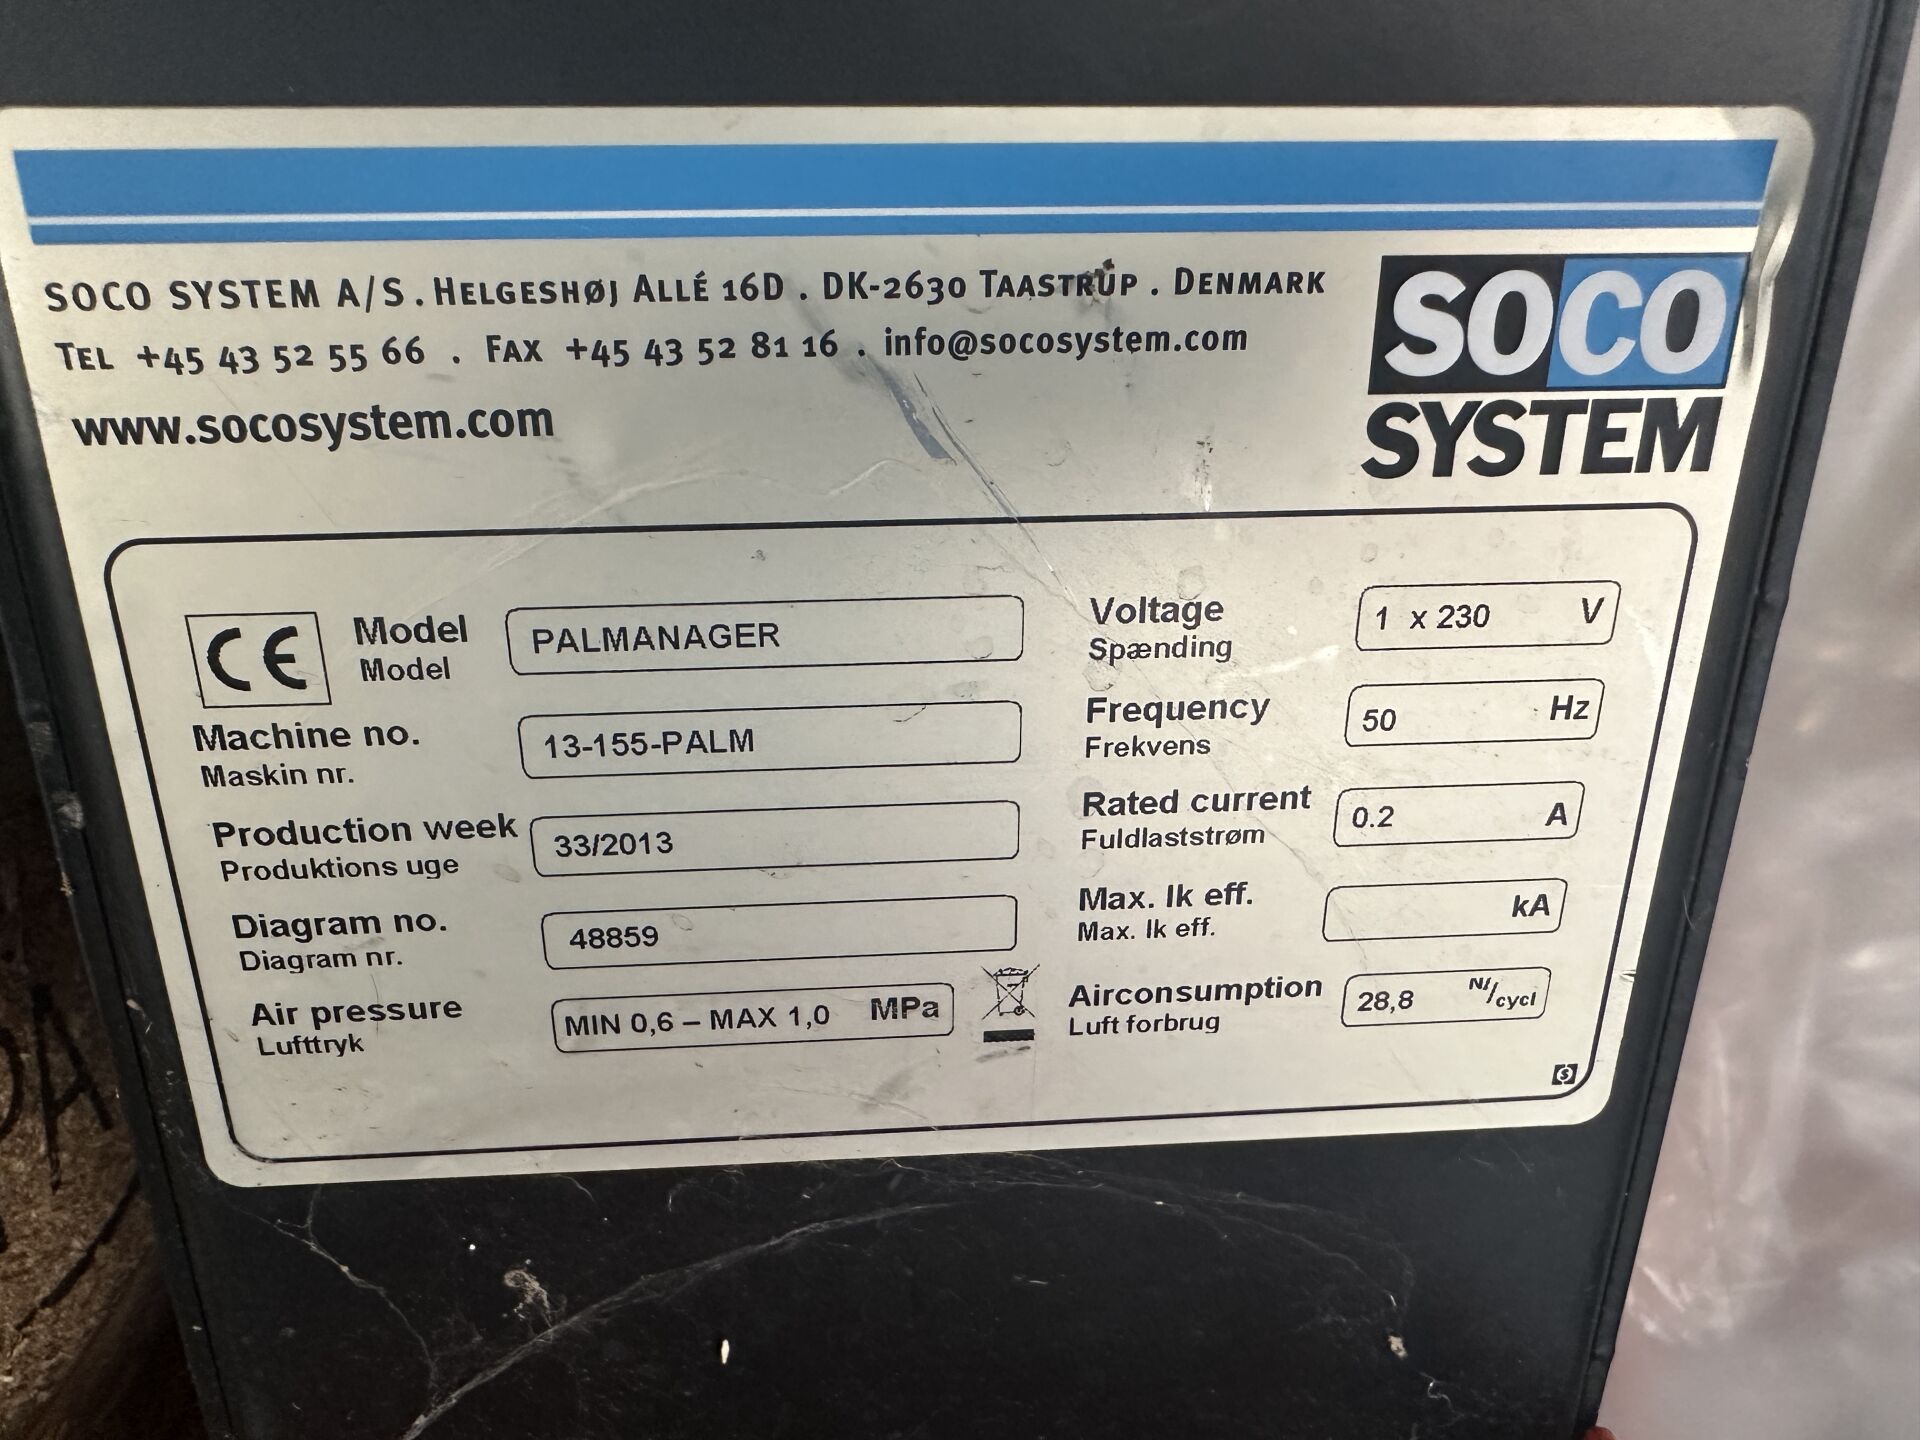 SOCO SYSTEM A/S . HELGESHØJ ALLÉ 16D . DK-2630 TAASTRUP . DENMARK
TEL +45 43 52 55 66 . FAX +45 43 52 81 16 . info@socosystem.com
www.socosystem.com
SOCO
SYSTEM
CE
Model PALMANAGER
Model
Machine no. 13-155-PALM
Maskin nr.
Production week 33/2013
Produktions uge
Diagram no. 48859
Diagram nr.
Air pressure MIN 0,6 – MAX 1,0 MPa
Lufttryk
Voltage 1 x 230 V
Spænding
Frequency 50 Hz
Frekvens
Rated current 0.2 A
Fuldlaststrøm
Max. Ik eff. kA
Max. Ik eff.
Airconsumption 28,8 Nl/cycl
Luft forbrug